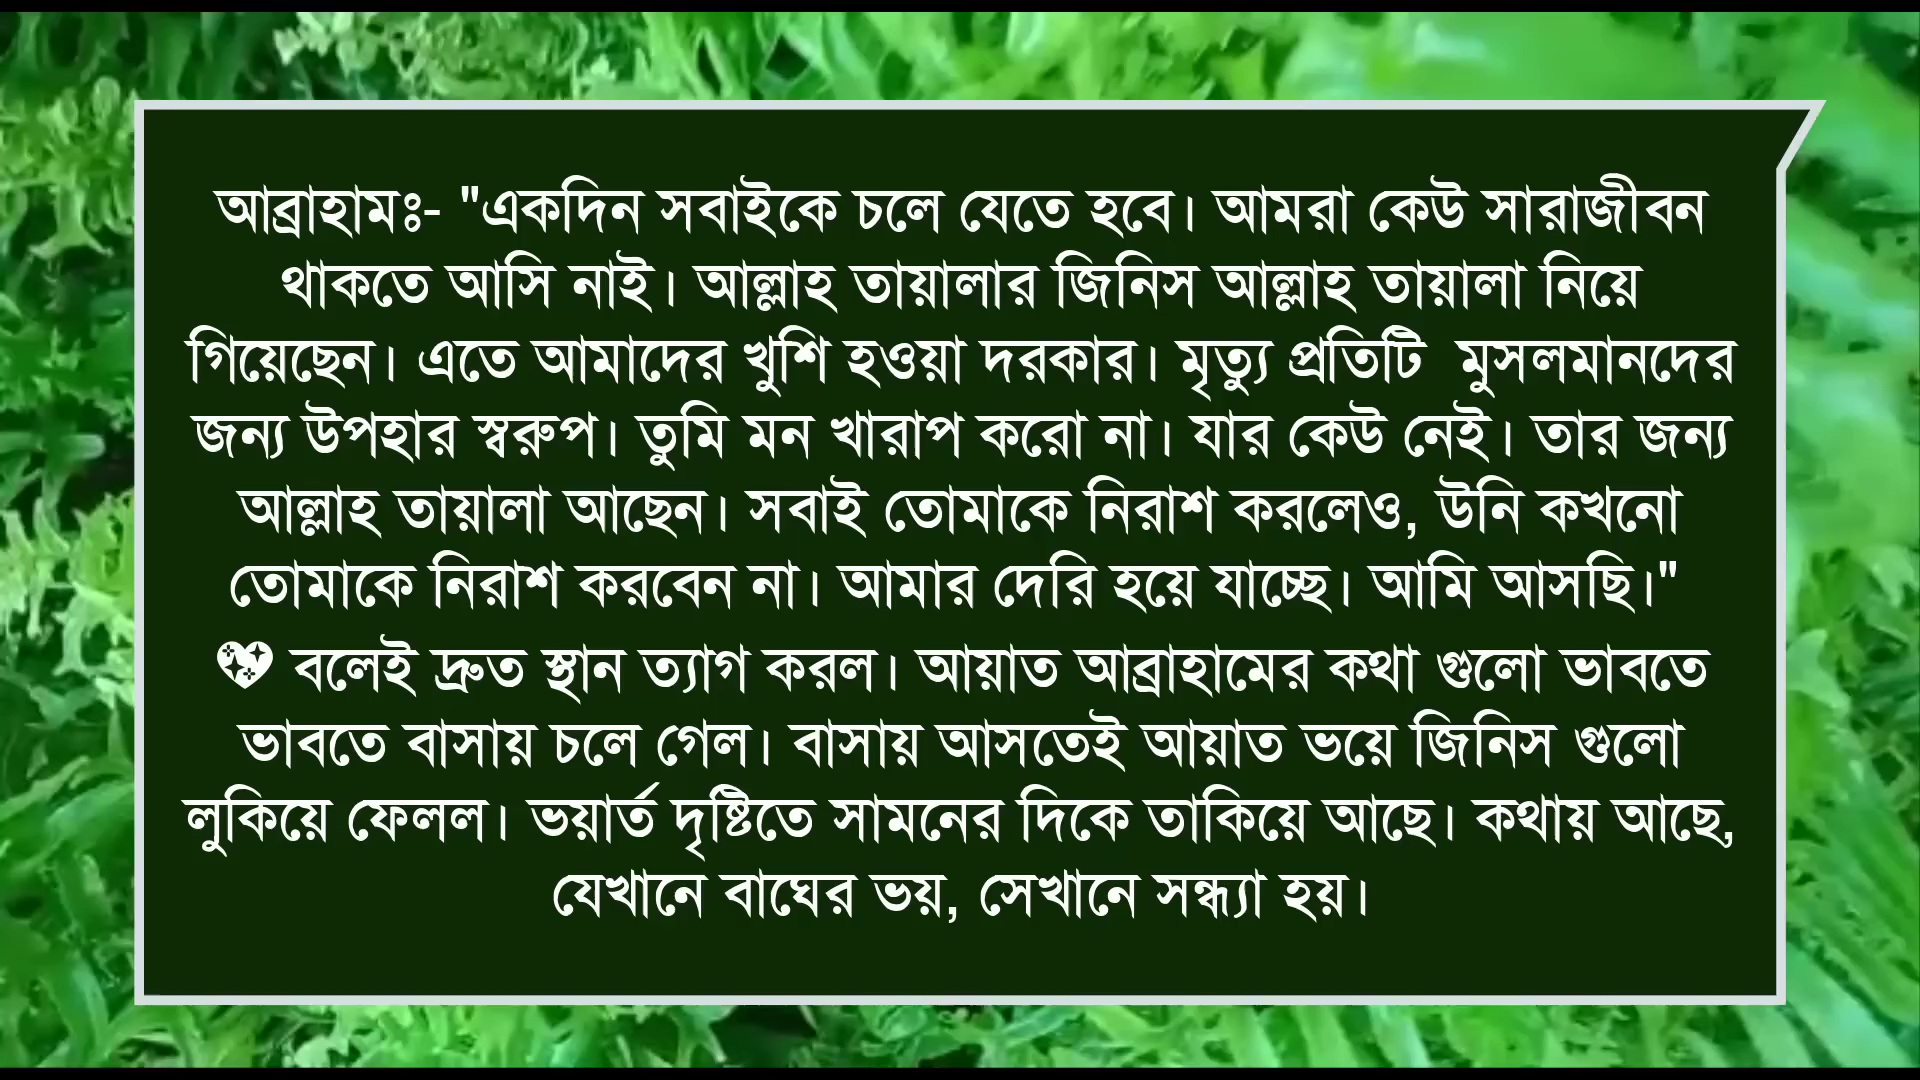 আব্রাহামঃ- "একদিন সবাইকে চলে যেতে হবে। আমরা কেউ সারাজীবন
থাকতে আসি নাই। আল্লাহ তায়ালার জিনিস আল্লাহ তায়ালা নিয়ে
গিয়েছেন। এতে আমাদের খুশি হওয়া দরকার। মৃত্যু প্রতিটি মুসলমানদের
জন্য উপহার স্বরুপ। তুমি মন খারাপ করো না। যার কেউ নেই। তার জন্য
আল্লাহ তায়ালা আছেন। সবাই তোমাকে নিরাশ করলেও, উনি কখনো
তোমাকে নিরাশ করবেন না। আমার দেরি হয়ে যাচ্ছে। আমি আসছি।"
💖 বলেই দ্রুত স্থান ত্যাগ করল। আয়াত আব্রাহামের কথা গুলো ভাবতে
ভাবতে বাসায় চলে গেল। বাসায় আসতেই আয়াত ভয়ে জিনিস গুলো
লুকিয়ে ফেলল। ভয়ার্ত দৃষ্টিতে সামনের দিকে তাকিয়ে আছে। কথায় আছে,
যেখানে বাঘের ভয়, সেখানে সন্ধ্যা হয়।